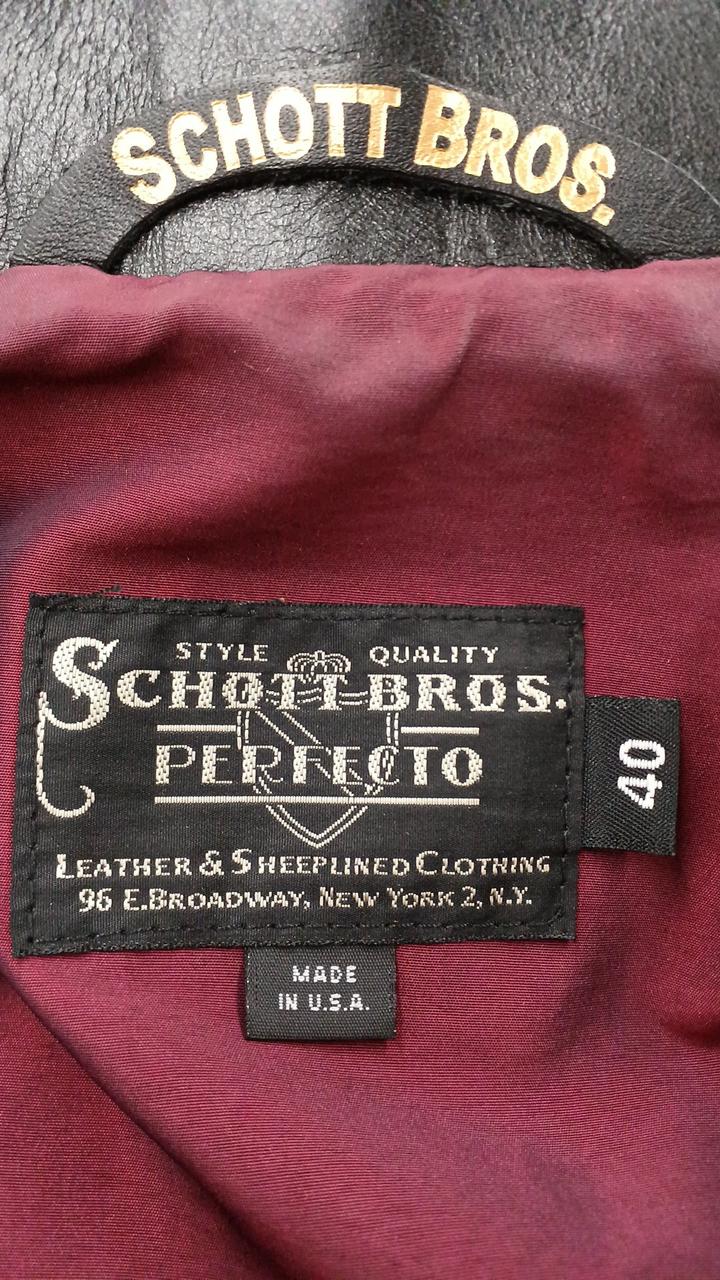 SCHOTT BROS.
STYLE QUALITY
SCHOTT BROS.
PERFECTO
LEATHER & SHEEPLINED CLOTHING
96 E. BROADWAY, NEW YORK 2, N.Y.
40
MADE
IN U.S.A.